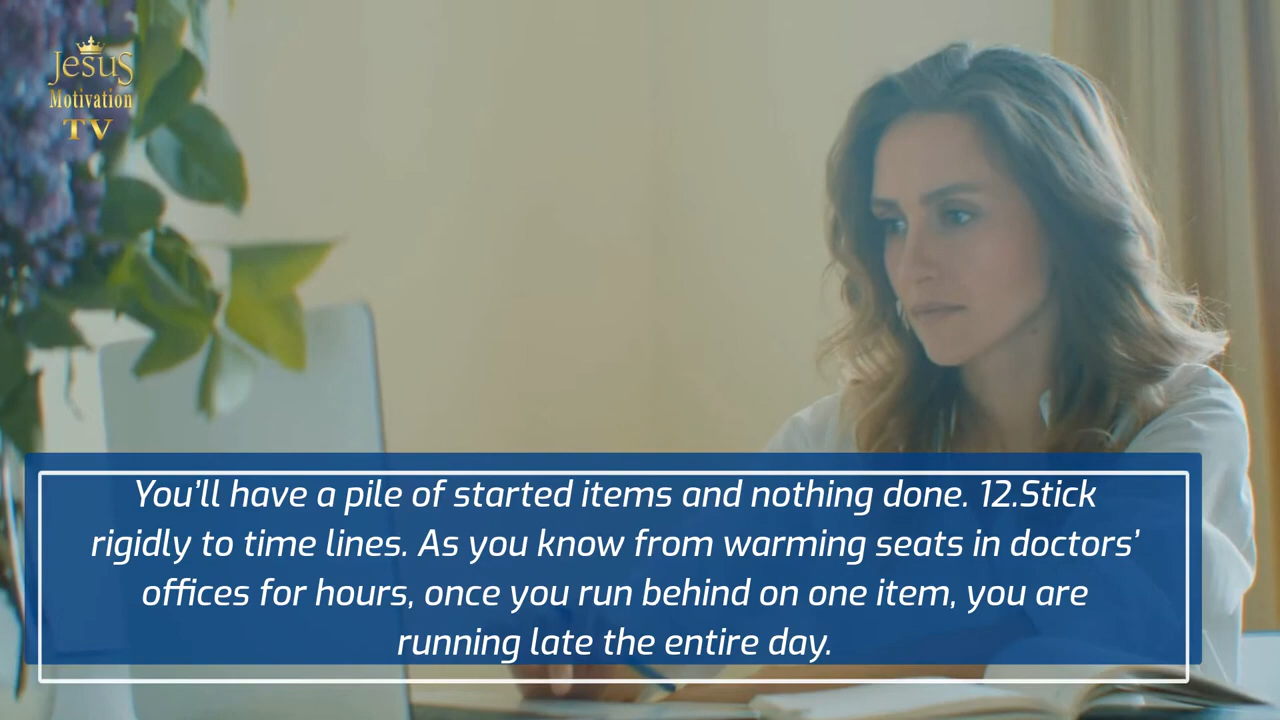 Jesus
Motivation
TV
You’ll have a pile of started items and nothing done. 12.Stick
rigidly to time lines. As you know from warming seats in doctors’
offices for hours, once you run behind on one item, you are
running late the entire day.